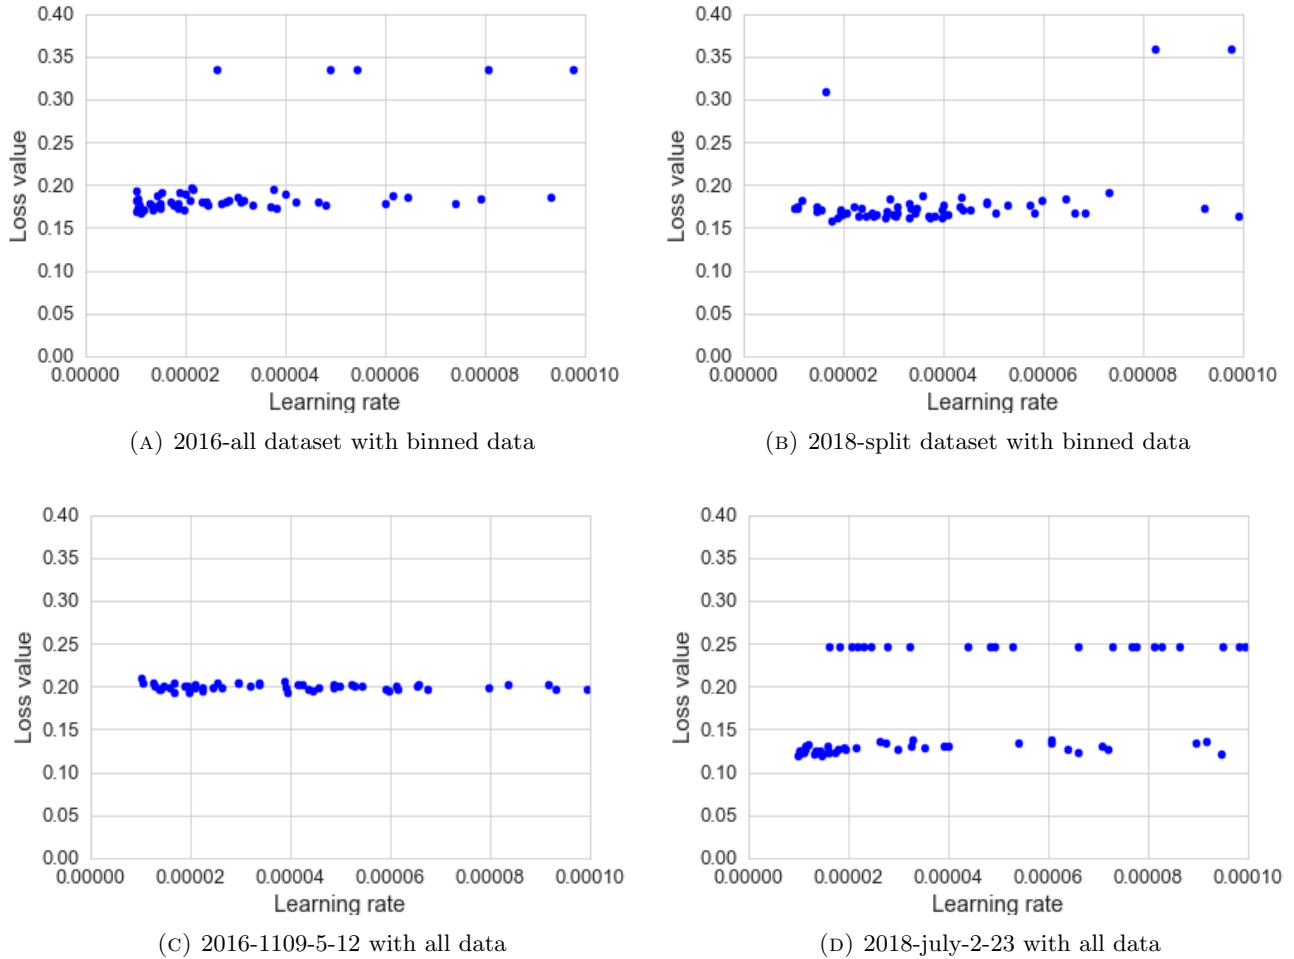 0.40
0.35
0.30
0.25
0.20
0.15
0.10
0.05
0.00
Loss value
0.00000 0.00002 0.00004 0.00006 0.00008 0.00010
Learning rate
(A) 2016-all dataset with binned data
0.40
0.35
0.30
0.25
0.20
0.15
0.10
0.05
0.00
Loss value
0.00000 0.00002 0.00004 0.00006 0.00008 0.00010
Learning rate
(B) 2018-split dataset with binned data
0.40
0.35
0.30
0.25
0.20
0.15
0.10
0.05
0.00
Loss value
0.00000 0.00002 0.00004 0.00006 0.00008 0.00010
Learning rate
(C) 2016-1109-5-12 with all data
0.40
0.35
0.30
0.25
0.20
0.15
0.10
0.05
0.00
Loss value
0.00000 0.00002 0.00004 0.00006 0.00008 0.00010
Learning rate
(D) 2018-july-2-23 with all data